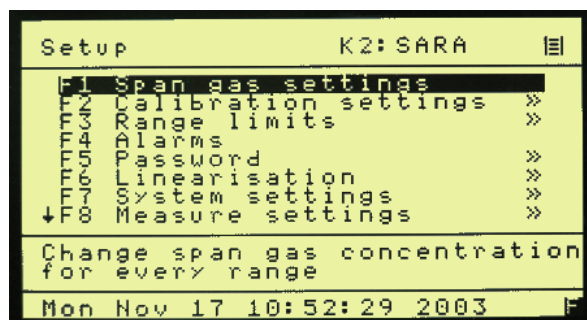 Setup K2:SARA
F1 Span gas settings
F2 Calibration settings »
F3 Range limits »
F4 Alarms
F5 Password »
F6 Linearisation »
F7 System settings »
↓F8 Measure settings »
Change span gas concentration
for every range
Mon Nov 17 10:52:29 2003 F